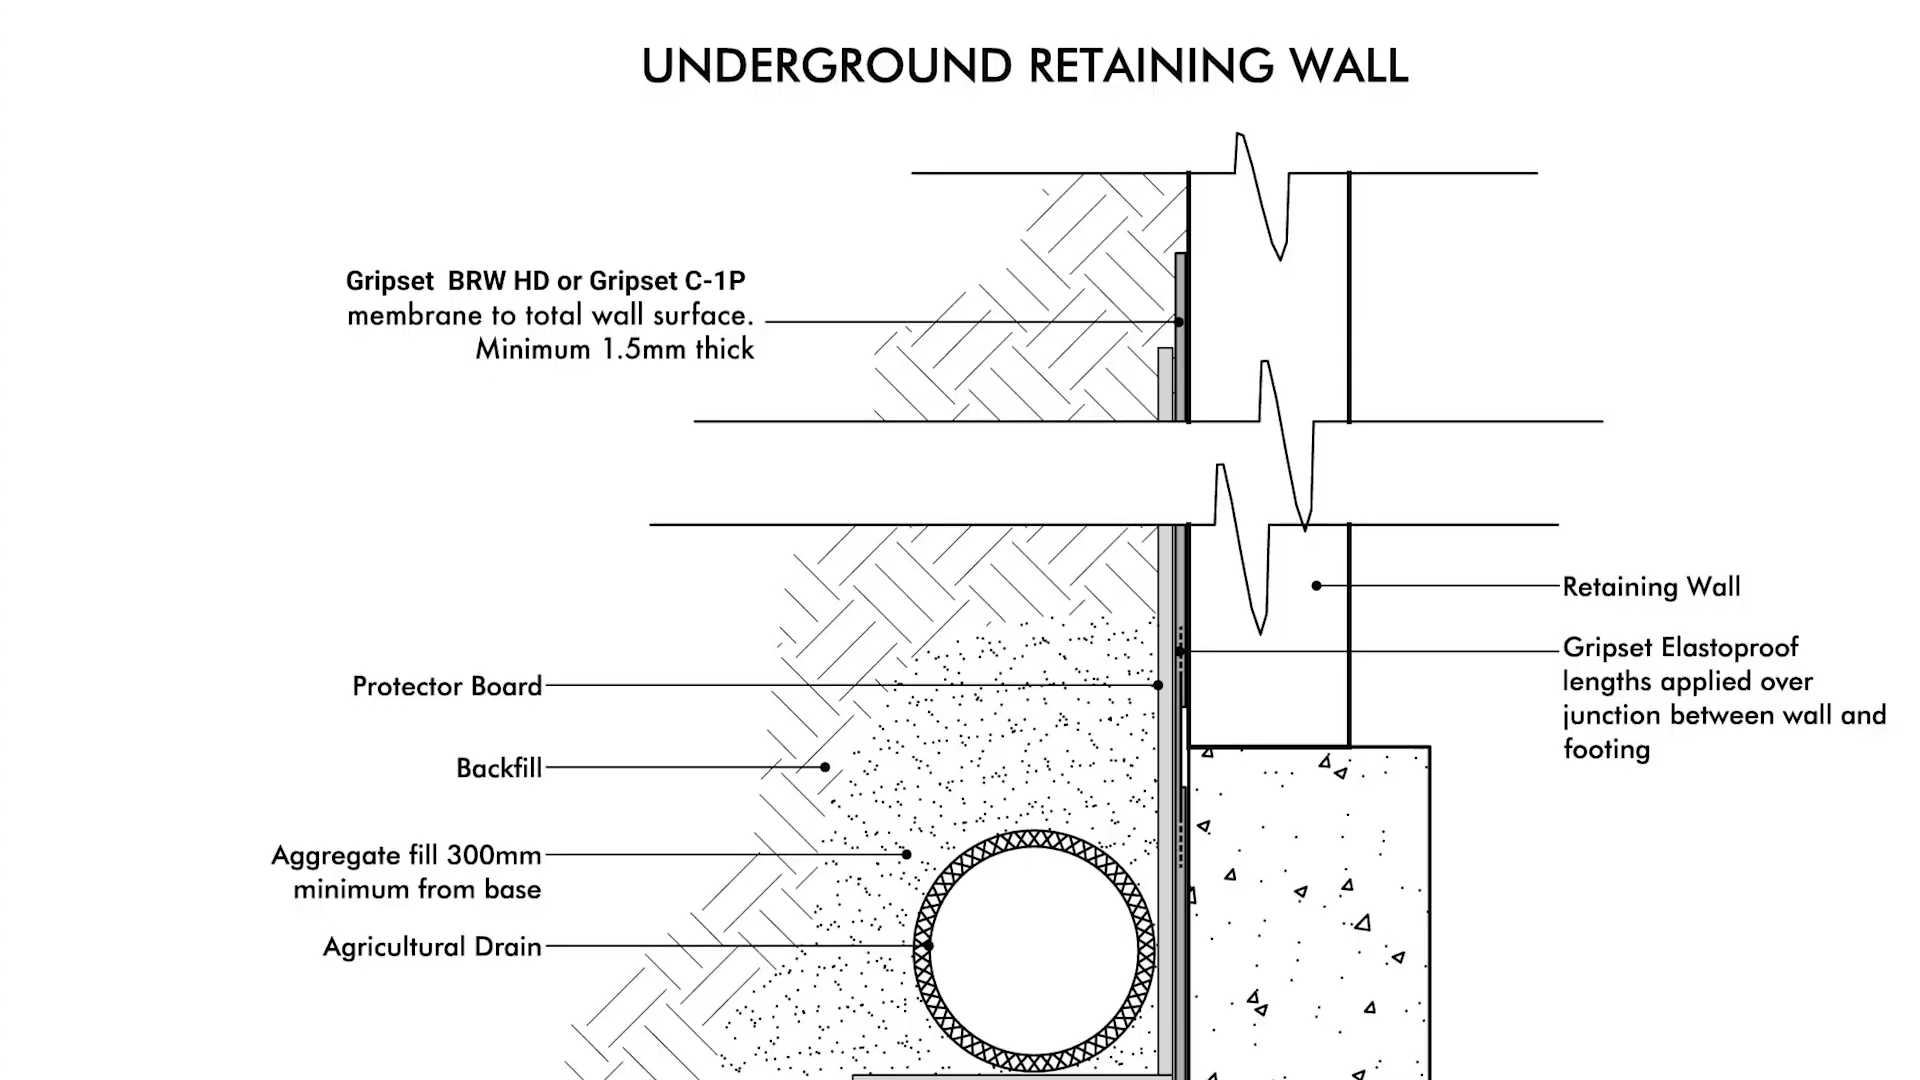 UNDERGROUND RETAINING WALL
Gripset BRW HD or Gripset C-1P
membrane to total wall surface.
Minimum 1.5mm thick
Retaining Wall
Gripset Elastoproof
lengths applied over
junction between wall and
footing
Protector Board
Backfill
Aggregate fill 300mm
minimum from base
Agricultural Drain